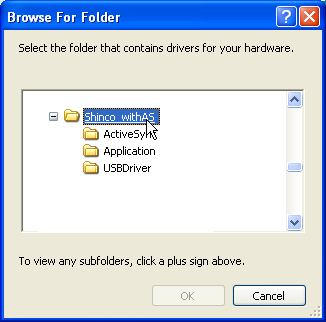 Browse For Folder
Select the folder that contains drivers for your hardware.
Shinco_withAS
ActiveSync
Application
USBDriver
To view any subfolders, click a plus sign above.
OK
Cancel